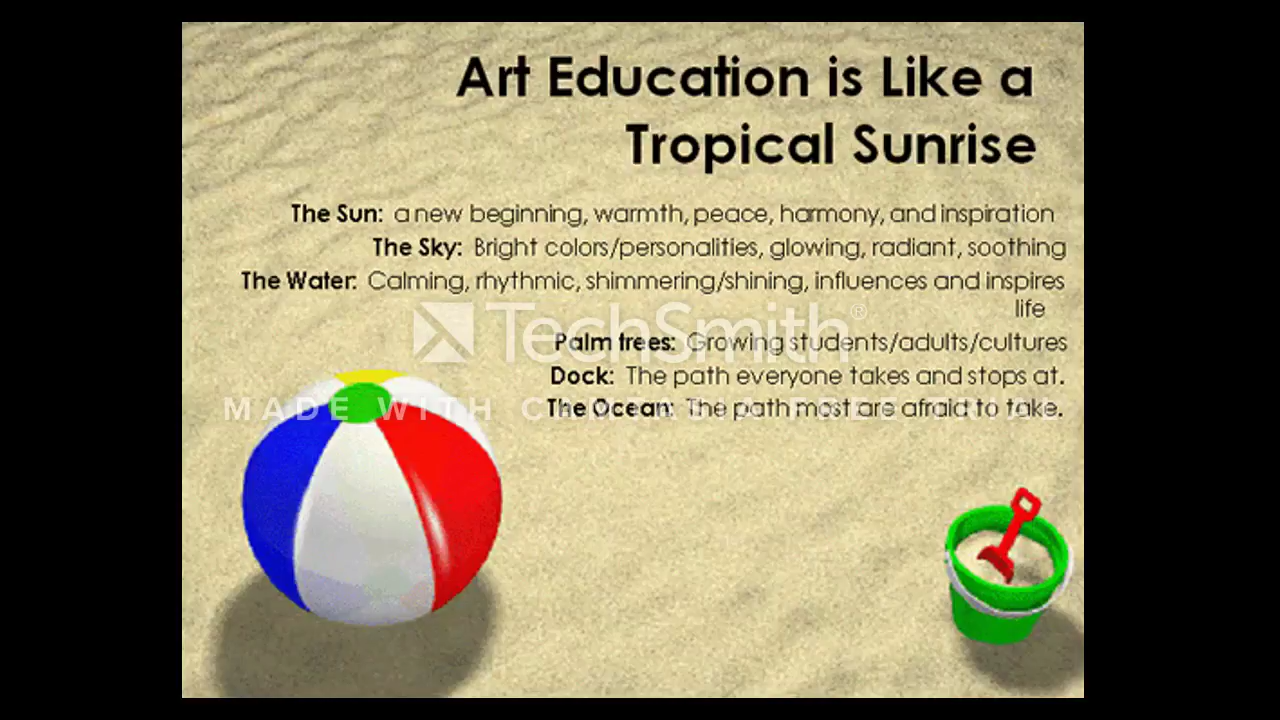 Art Education is Like a
Tropical Sunrise
The Sun: a new beginning, warmth, peace, harmony, and inspiration
The Sky: Bright colors/personalities, glowing, radiant, soothing
The Water: Calming, rhythmic, shimmering/shining, influences and inspires
life
TechSmith®
Palm trees: Growing students/adults/cultures
Dock: The path everyone takes and stops at.
MADE WITH CAMTASIA FREE TRIAL
The Ocean: The path most are afraid to take.